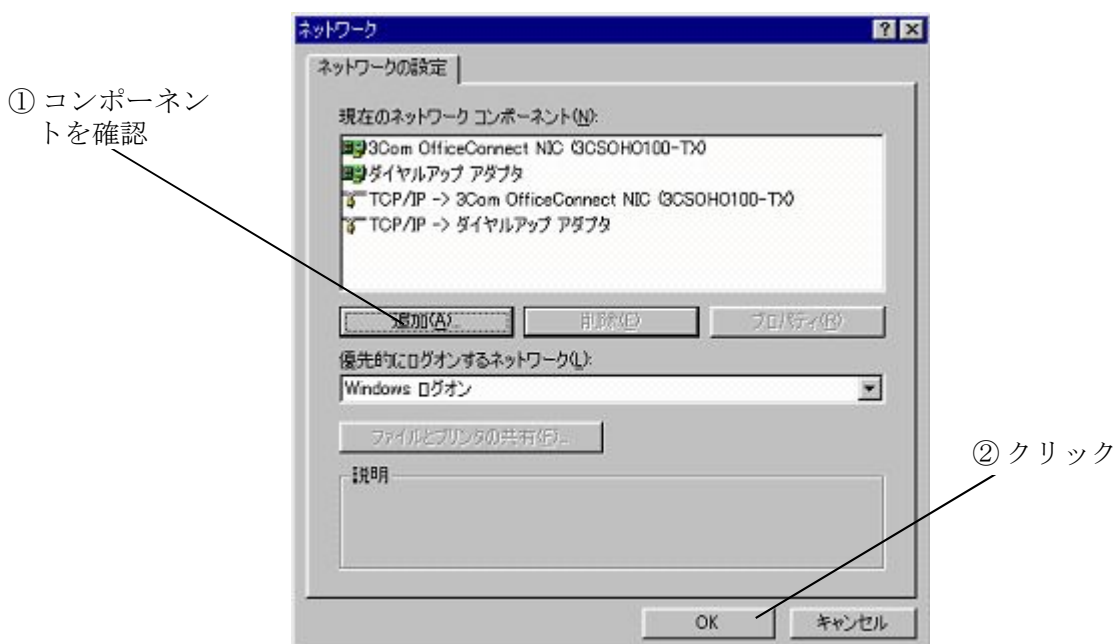 ネットワーク
ネットワークの設定
① コンポーネン
トを確認
現在のネットワーク コンポーネント(N):
3Com OfficeConnect NIC (3CSOHO100-TX)
ダイヤルアップ アダプタ
TCP/IP -> 3Com OfficeConnect NIC (3CSOHO100-TX)
TCP/IP -> ダイヤルアップ アダプタ
追加(A)... 削除(E) プロパティ(R)
優先的にログオンするネットワーク(L):
Windows ログオン
ファイルとプリンタの共有(F)...
説明
② クリック
OK キャンセル